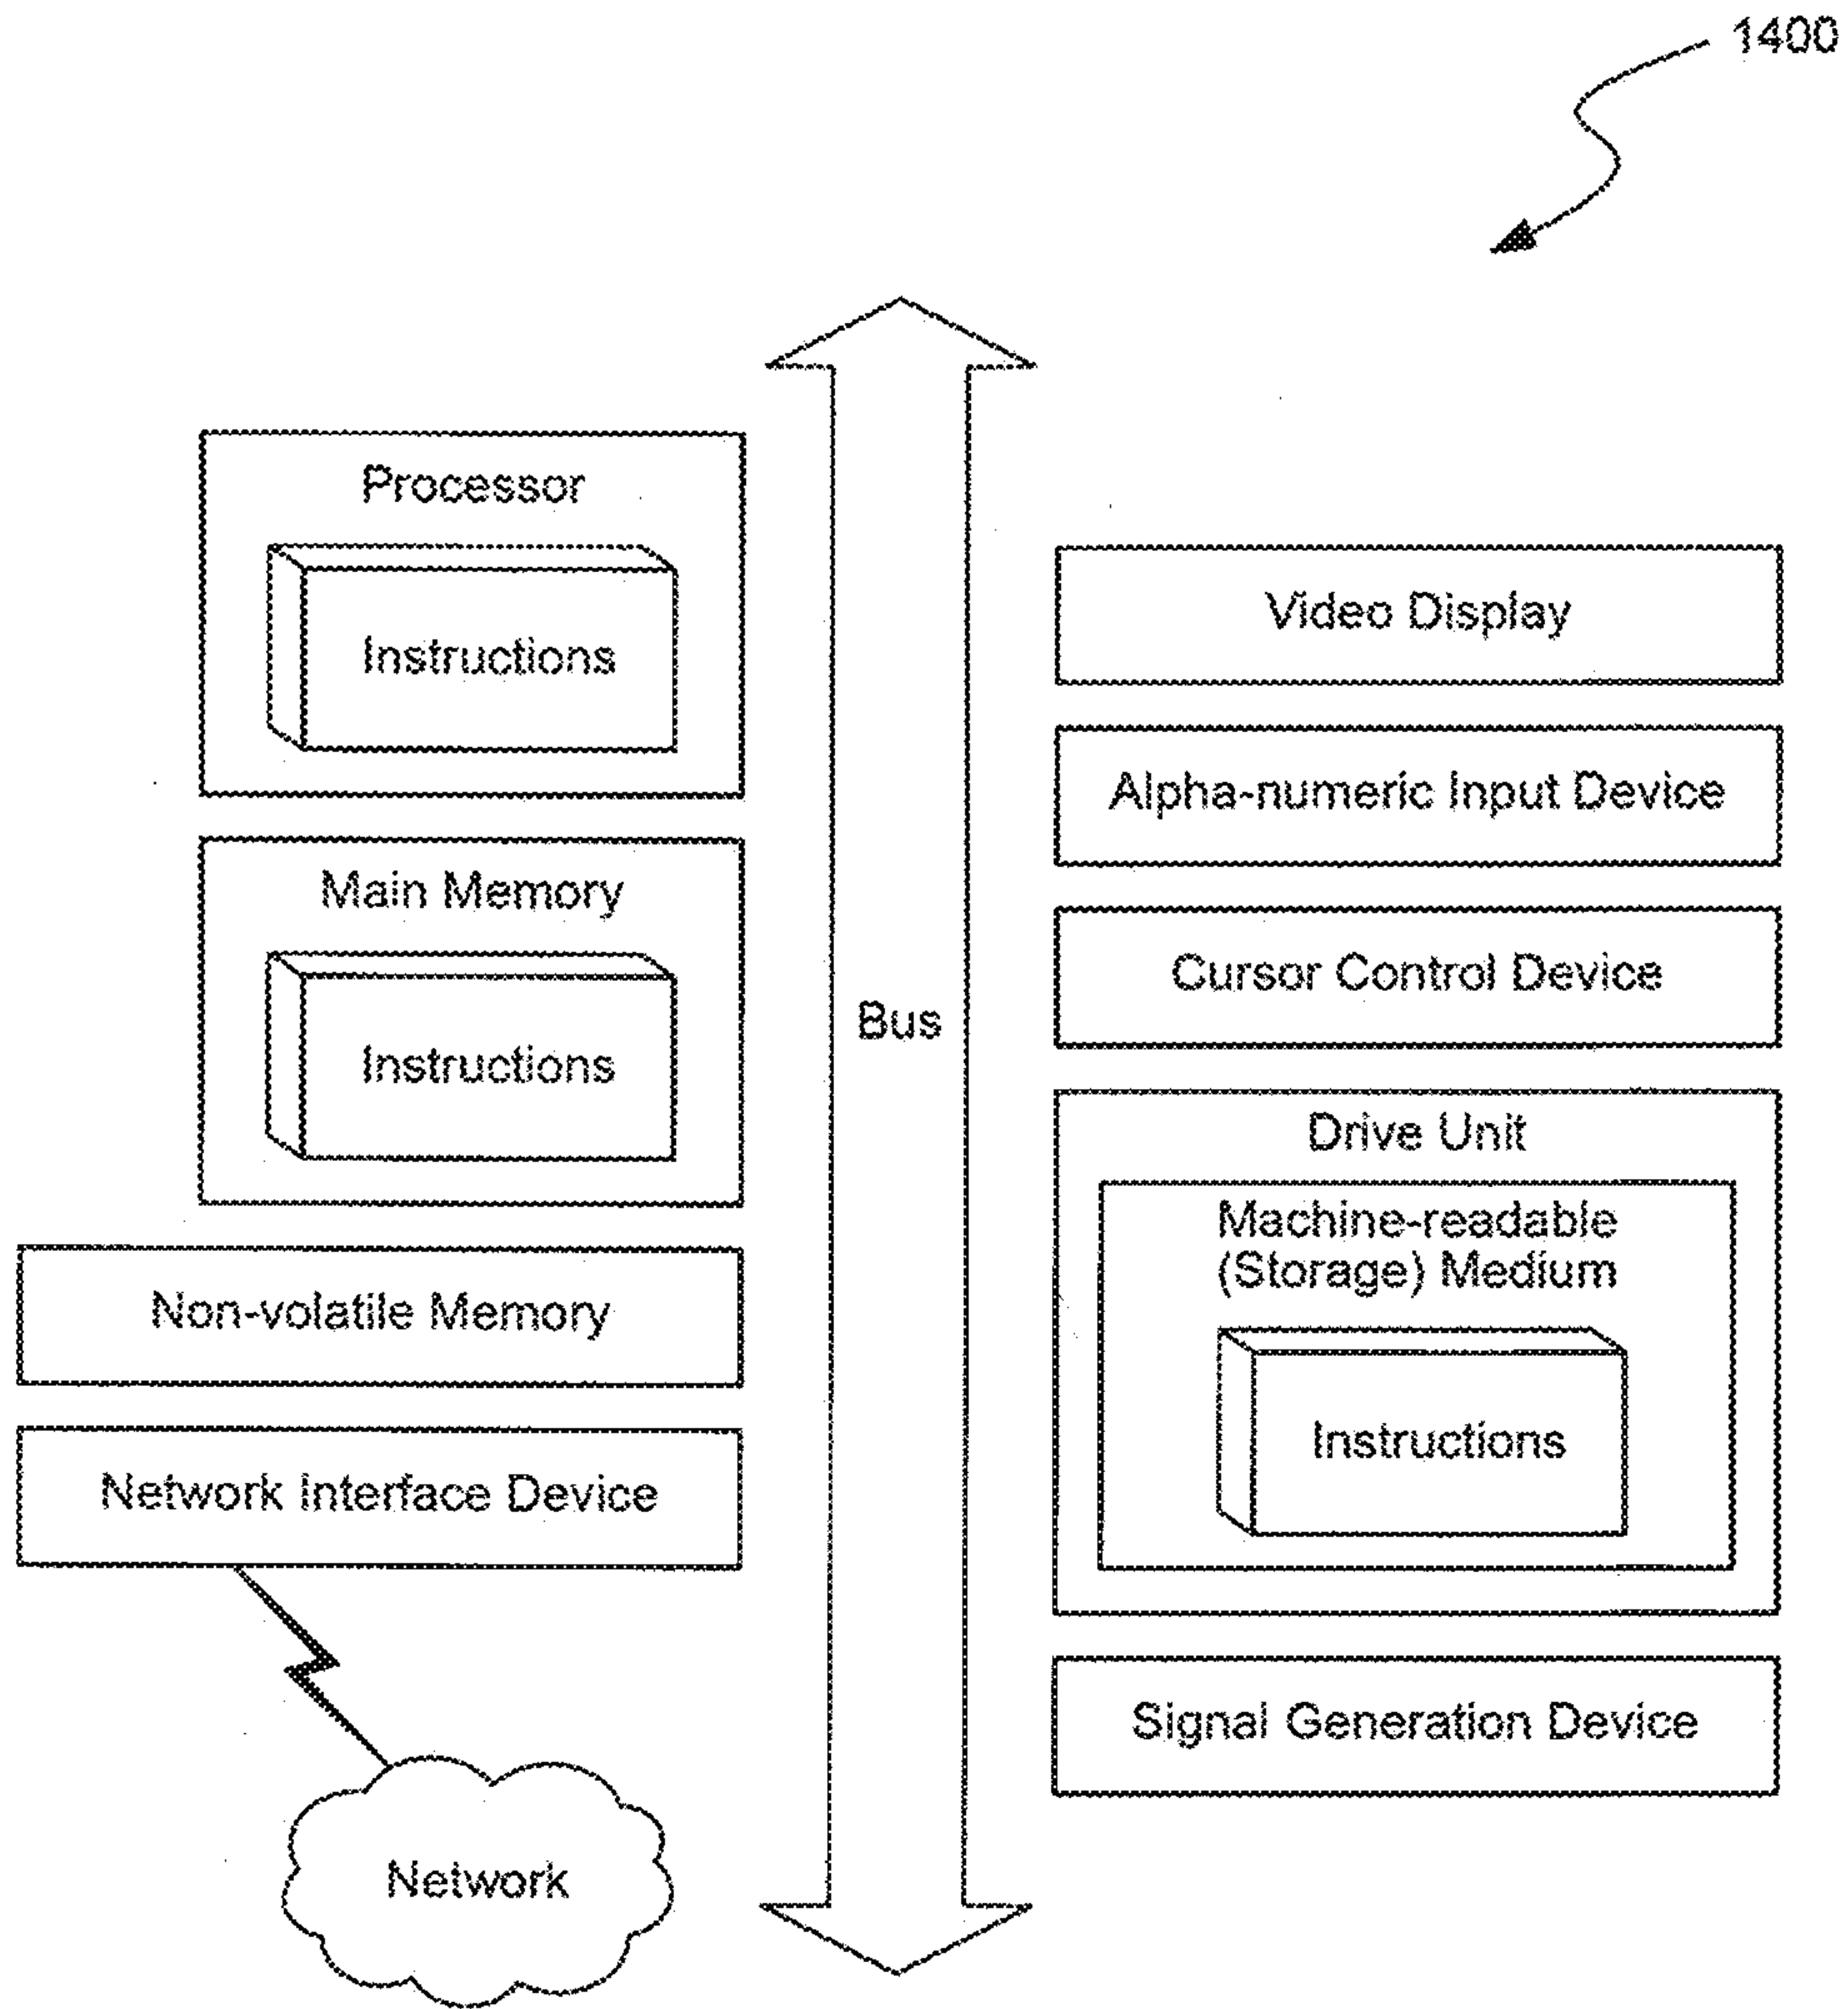 1400
Processor
Instructions
Main Memory
Instructions
Non-volatile Memory
Network Interface Device
Network
Bus
Video Display
Alpha-numeric Input Device
Cursor Control Device
Drive Unit
Machine-readable
(Storage) Medium
Instructions
Signal Generation Device